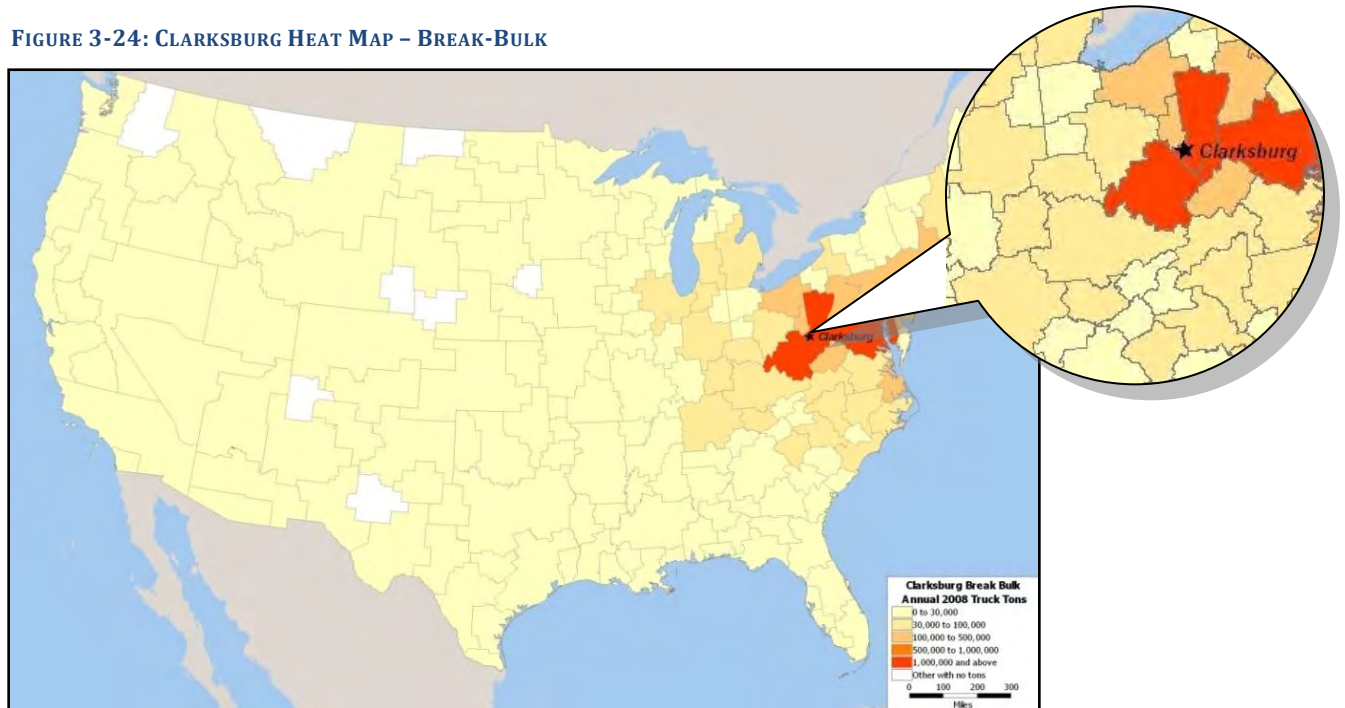 FIGURE 3-24: CLARKSBURG HEAT MAP – BREAK-BULK
Clarksburg
Clarksburg
Clarksburg Break Bulk
Annual 2008 Truck Tons
0 to 30,000
30,000 to 100,000
100,000 to 500,000
500,000 to 1,000,000
1,000,000 and above
Other with no tons
0 100 200 300
Miles